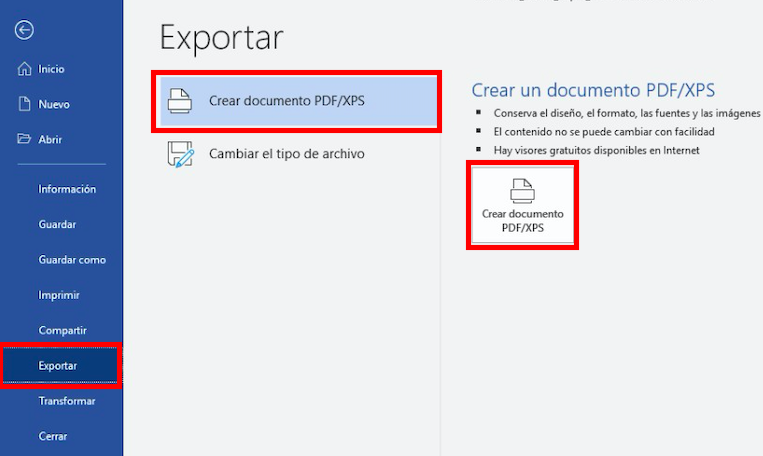 Exportar
Inicio
Nuevo
Abrir
Información
Guardar
Guardar como
Imprimir
Compartir
Exportar
Transformar
Cerrar
Crear documento PDF/XPS
Cambiar el tipo de archivo
Crear un documento PDF/XPS
Conserva el diseño, el formato, las fuentes y las imágenes
El contenido no se puede cambiar con facilidad
Hay visores gratuitos disponibles en Internet
Crear documento
PDF/XPS